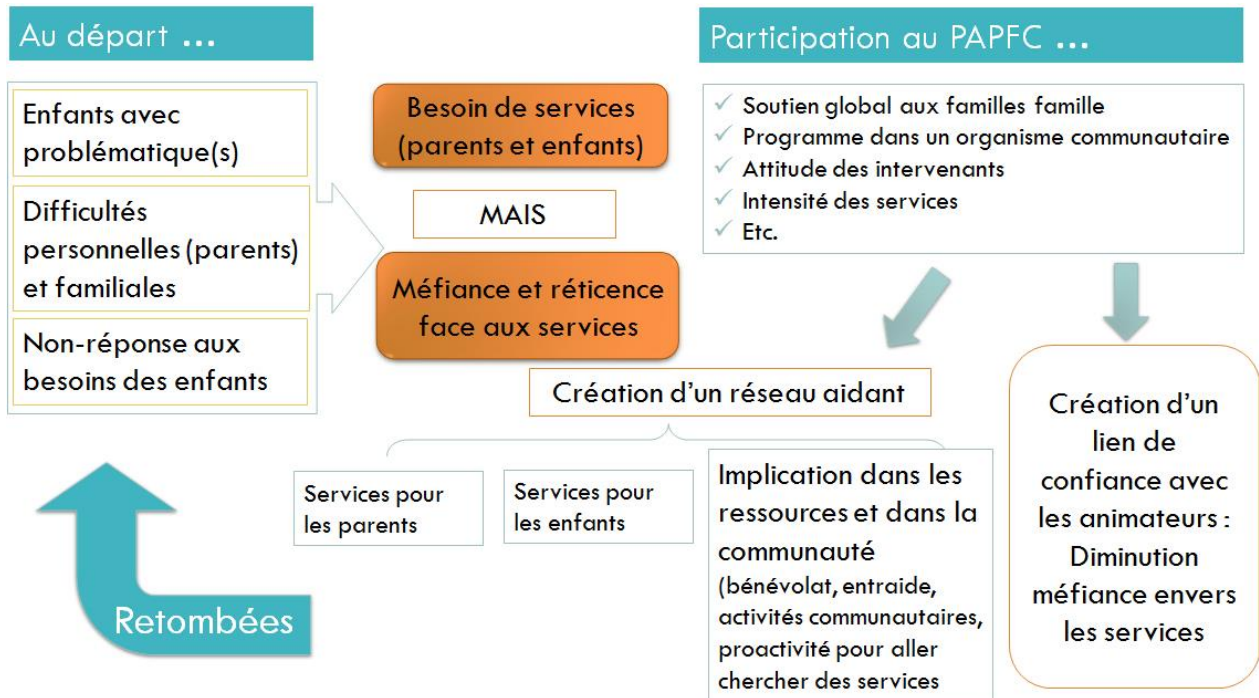 Au départ ...
Enfants avec
problématique(s)
Difficultés
personnelles (parents)
et familiales
Non-réponse aux
besoins des enfants
Besoin de services
(parents et enfants)
MAIS
Méfiance et réticence
face aux services
Participation au PAPFC ...
✓ Soutien global aux familles famille
✓ Programme dans un organisme communautaire
✓ Attitude des intervenants
✓ Intensité des services
✓ Etc.
Création d'un réseau aidant
Services pour
les parents
Services pour
les enfants
Implication dans les
ressources et dans la
communauté
(bénévolat, entraide,
activités communautaires,
proactivité pour aller
chercher des services
Création d'un
lien de
confiance avec
les animateurs :
Diminution
méfiance envers
les services
Retombées